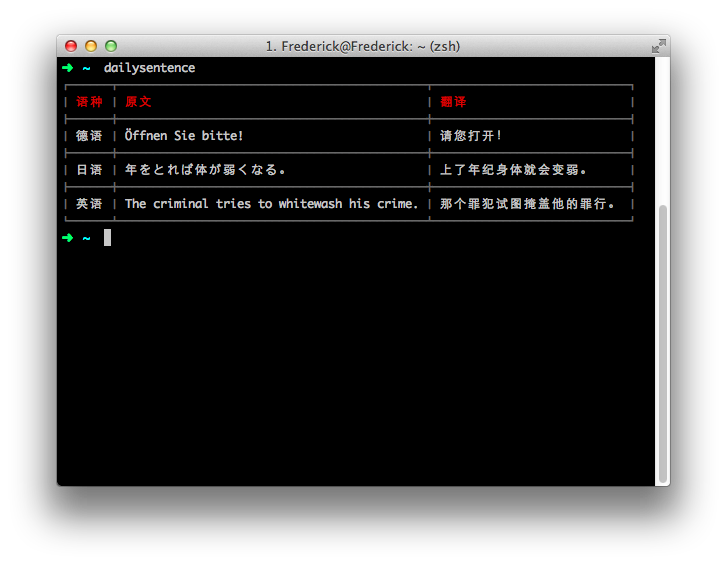 1. Frederick@Frederick: ~ (zsh)
➜ ~ dailysentence
语种 原文 翻译
德语 Öffnen Sie bitte! 请您打开!
日语 年をとれば体が弱くなる。 上了年纪身体就会变弱。
英语 The criminal tries to whitewash his crime. 那个罪犯试图掩盖他的罪行。
➜ ~